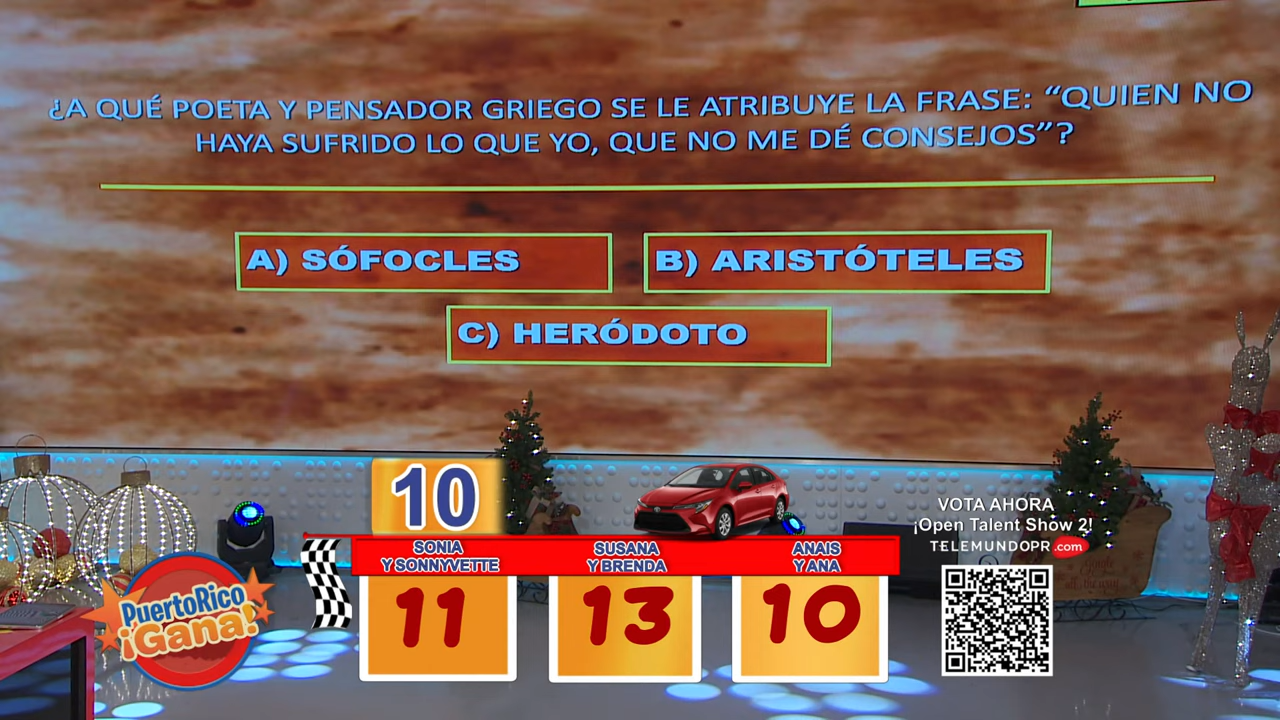 ¿A QUÉ POETA Y PENSADOR GRIEGO SE LE ATRIBUYE LA FRASE: “QUIEN NO
HAYA SUFRIDO LO QUE YO, QUE NO ME DÉ CONSEJOS”?
A) SÓFOCLES
B) ARISTÓTELES
C) HERÓDOTO
10
SONIA
Y SONNYVETTE
11
SUSANA
Y BRENDA
13
ANAIS
Y ANA
10
VOTA AHORA
¡Open Talent Show 2!
TELEMUNDOPR.com
PuertoRico
¡Gana!